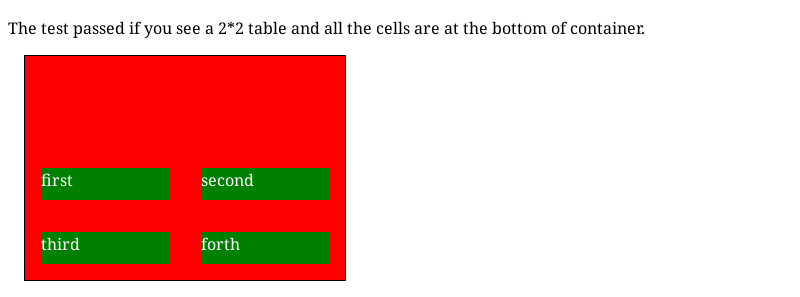 The test passed if you see a 2*2 table and all the cells are at the bottom of container.
first second
third forth